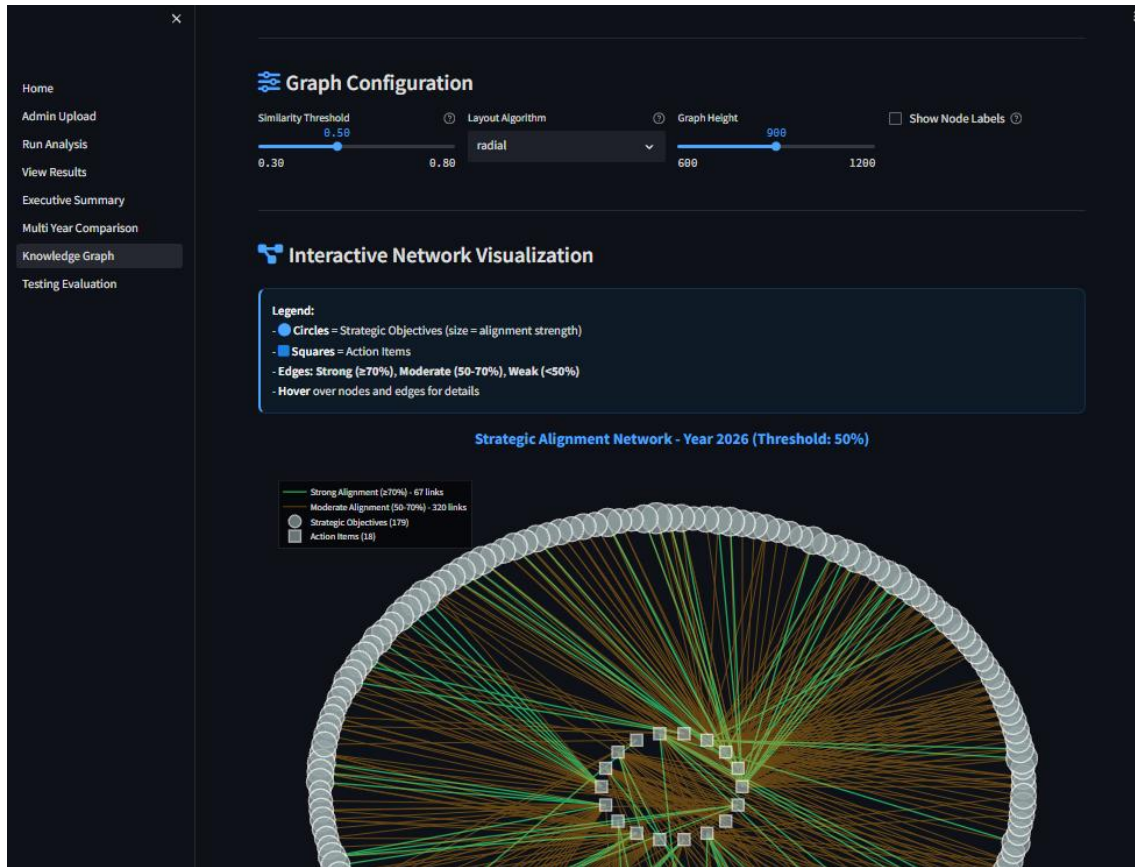 Home
Admin Upload
Run Analysis
View Results
Executive Summary
Multi Year Comparison
Knowledge Graph
Testing Evaluation
Graph Configuration
Similarity Threshold
0.50
0.30 0.80
Layout Algorithm
radial
Graph Height
900
600 1200
Show Node Labels
Interactive Network Visualization
Legend:
- Circles = Strategic Objectives (size = alignment strength)
- Squares = Action Items
- Edges: Strong (≥70%), Moderate (50-70%), Weak (<50%)
- Hover over nodes and edges for details
Strategic Alignment Network - Year 2026 (Threshold: 50%)
Strong Alignment (≥70%) - 67 links
Moderate Alignment (50-70%) - 320 links
Strategic Objectives (179)
Action Items (18)